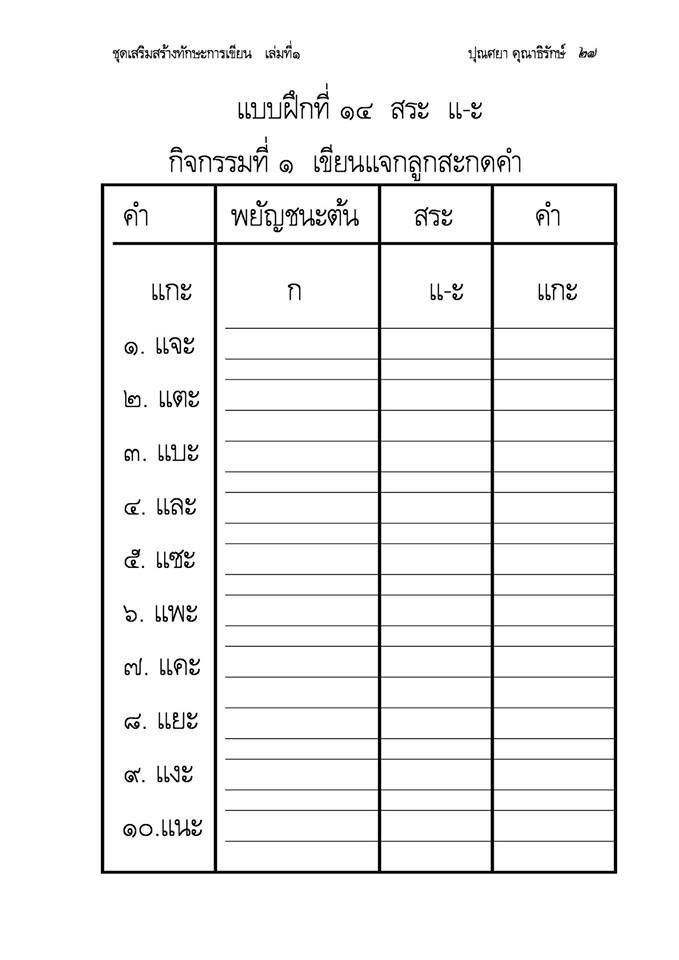 ชุดเสริมสร้างทักษะการเขียน เล่มที่๑ ปุณศยา คุณาธิรักษ์ ๒๗
แบบฝึกที่ ๑๔ สระ แ-ะ
กิจกรรมที่ ๑ เขียนแจกลูกสะกดคำ
คำ พยัญชนะต้น สระ คำ
แกะ ก แ-ะ แกะ
๑. แจะ
๒. แตะ
๓. แบะ
๔. และ
๕. แซะ
๖. แพะ
๗. แคะ
๘. แยะ
๙. แงะ
๑๐.แนะ